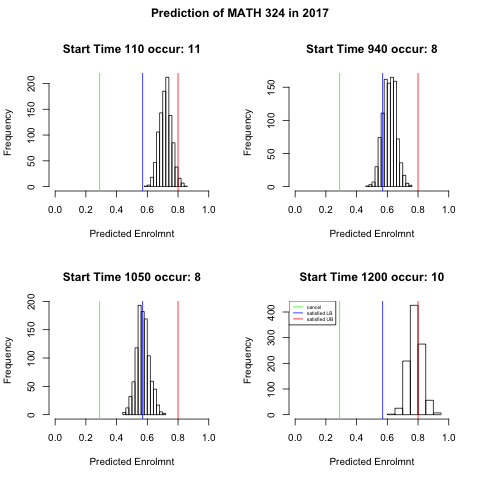 Prediction of MATH 324 in 2017
Start Time 110 occur: 11
Frequency
200
150
100
50
0
0.0 0.2 0.4 0.6 0.8 1.0
Predicted Enrolmnt
Start Time 940 occur: 8
Frequency
150
100
50
0
0.0 0.2 0.4 0.6 0.8 1.0
Predicted Enrolmnt
Start Time 1050 occur: 8
Frequency
200
150
100
50
0
0.0 0.2 0.4 0.6 0.8 1.0
Predicted Enrolmnt
Start Time 1200 occur: 10
cancel
satisfied LB
satisfied UB
Frequency
400
300
200
100
0
0.0 0.2 0.4 0.6 0.8 1.0
Predicted Enrolmnt